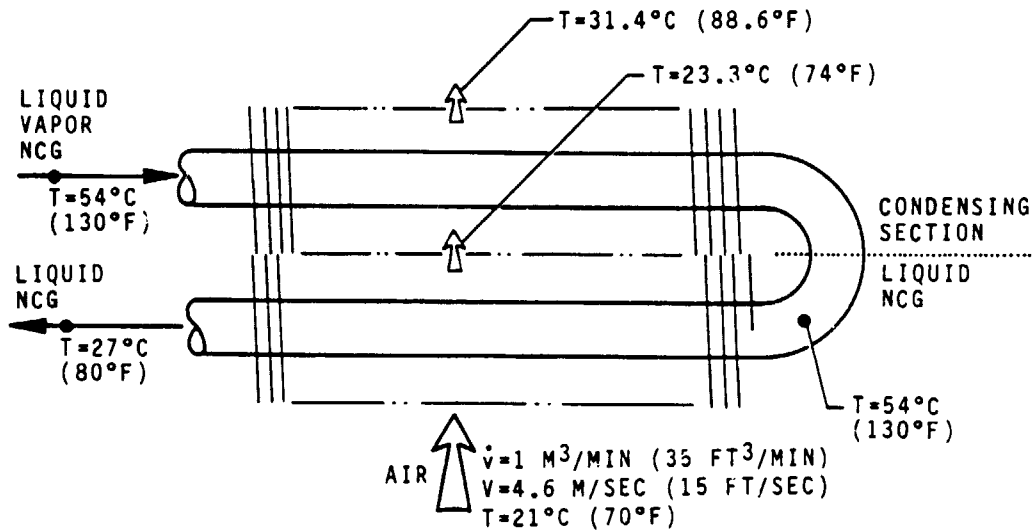 T=31.4°C (88.6°F)
T=23.3°C (74°F)
LIQUID
VAPOR
NCG
T=54°C
(130°F)
CONDENSING
SECTION
LIQUID
NCG
LIQUID
NCG
T=27°C
(80°F)
T=54°C
(130°F)
AIR
v̇=1 M³/MIN (35 FT³/MIN)
V=4.6 M/SEC (15 FT/SEC)
T=21°C (70°F)